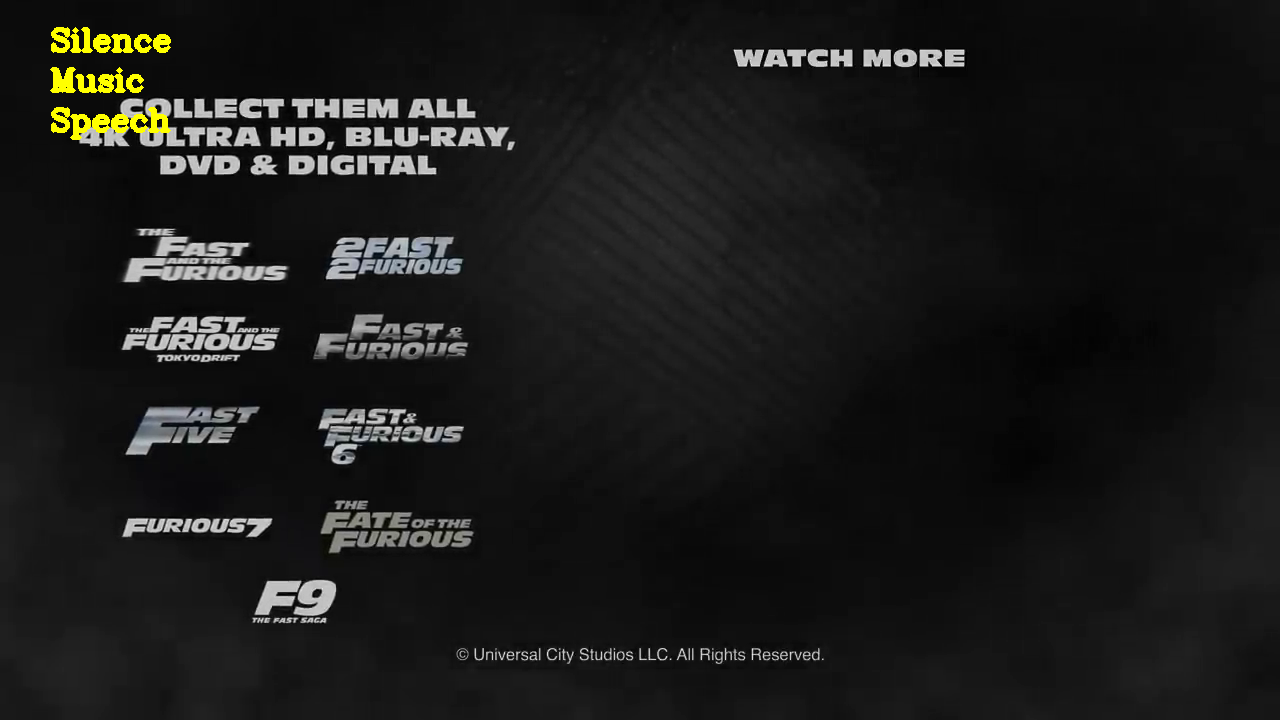 Silence
Music
Speech
WATCH MORE
COLLECT THEM ALL
4K ULTRA HD, BLU-RAY,
DVD & DIGITAL
THE
FAST
AND THE
FURIOUS
2 FAST
2 FURIOUS
THE FAST AND THE
FURIOUS
TOKYO DRIFT
FAST &
FURIOUS
FAST
FIVE
FAST &
FURIOUS
6
FURIOUS 7
THE
FATE OF THE
FURIOUS
F9
THE FAST SAGA
© Universal City Studios LLC. All Rights Reserved.